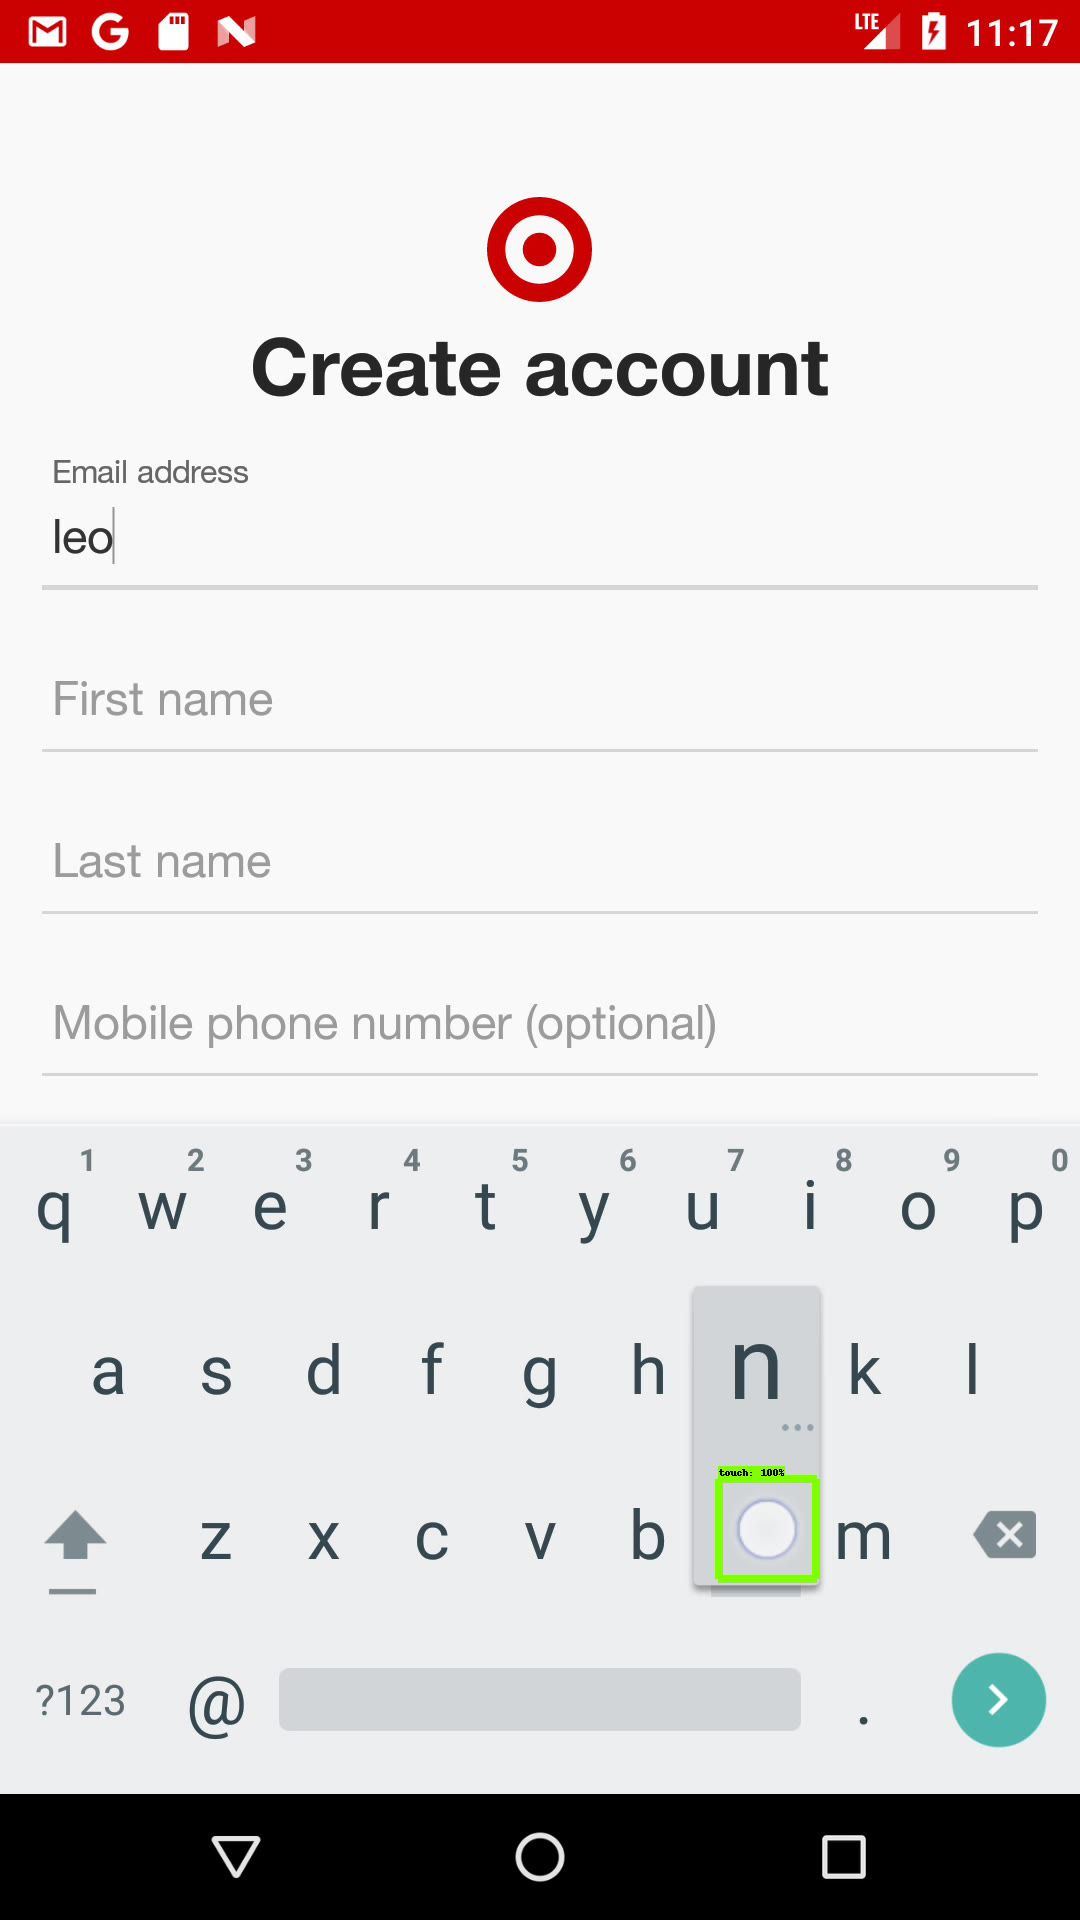 LTE 11:17
Create account
Email address
leo
First name
Last name
Mobile phone number (optional)
1 2 3 4 5 6 7 8 9 0
q w e r t y u i o p
a s d f g h n k l
touch: 100%
z x c v b m
?123 @ .